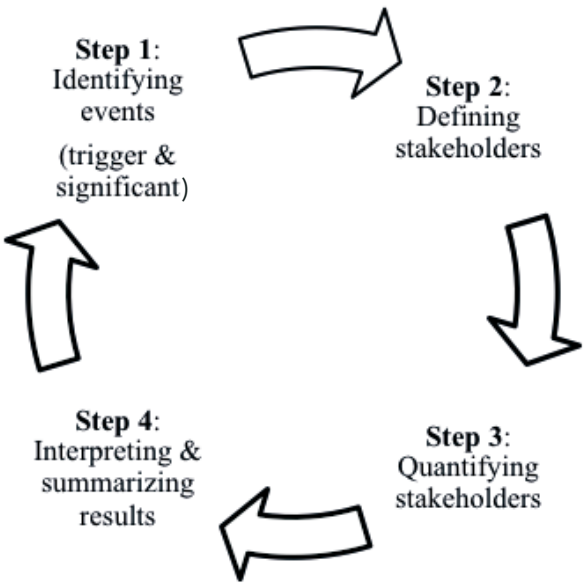 Step 1:
Identifying
events
(trigger &
significant)
Step 2:
Defining
stakeholders
Step 3:
Quantifying
stakeholders
Step 4:
Interpreting &
summarizing
results